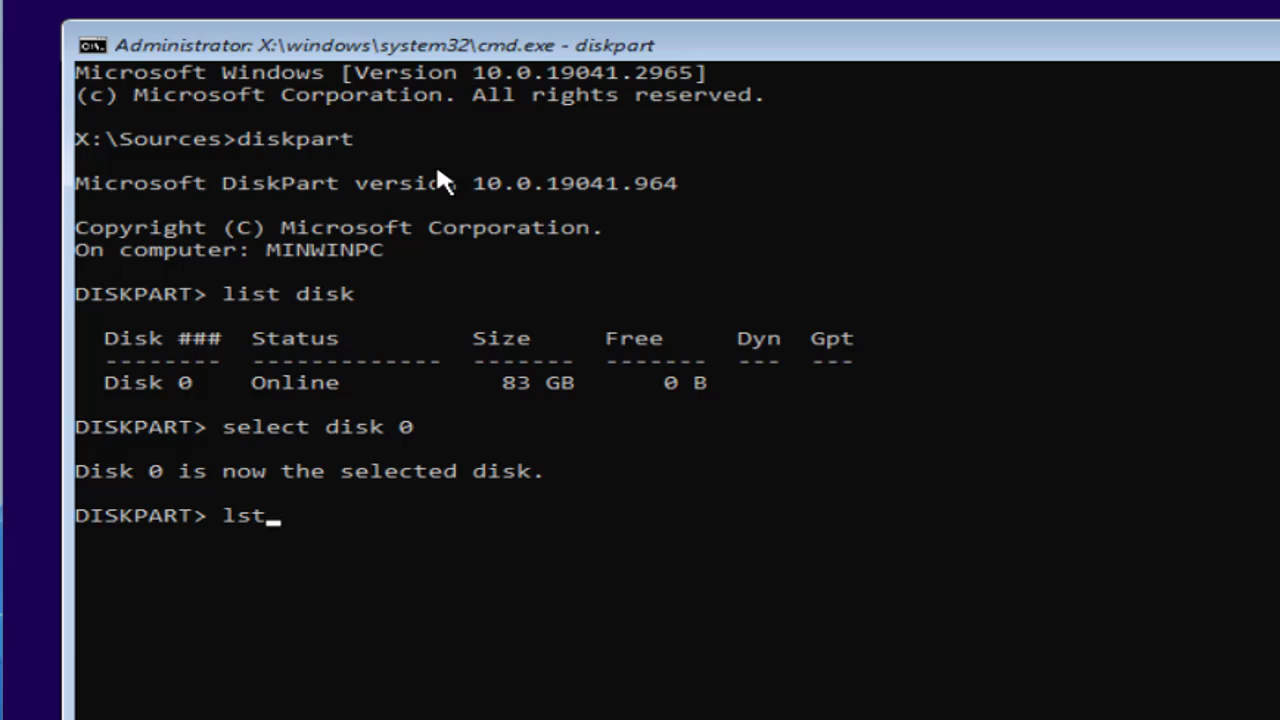 Administrator: X:\windows\system32\cmd.exe - diskpart
Microsoft Windows [Version 10.0.19041.2965]
(c) Microsoft Corporation. All rights reserved.
X:\Sources>diskpart
Microsoft DiskPart version 10.0.19041.964
Copyright (C) Microsoft Corporation.
On computer: MINWINPC
DISKPART> list disk
Disk ### Status Size Free Dyn Gpt
-------- ------------- ------- ------- --- ---
Disk 0 Online 83 GB 0 B
DISKPART> select disk 0
Disk 0 is now the selected disk.
DISKPART> lst_